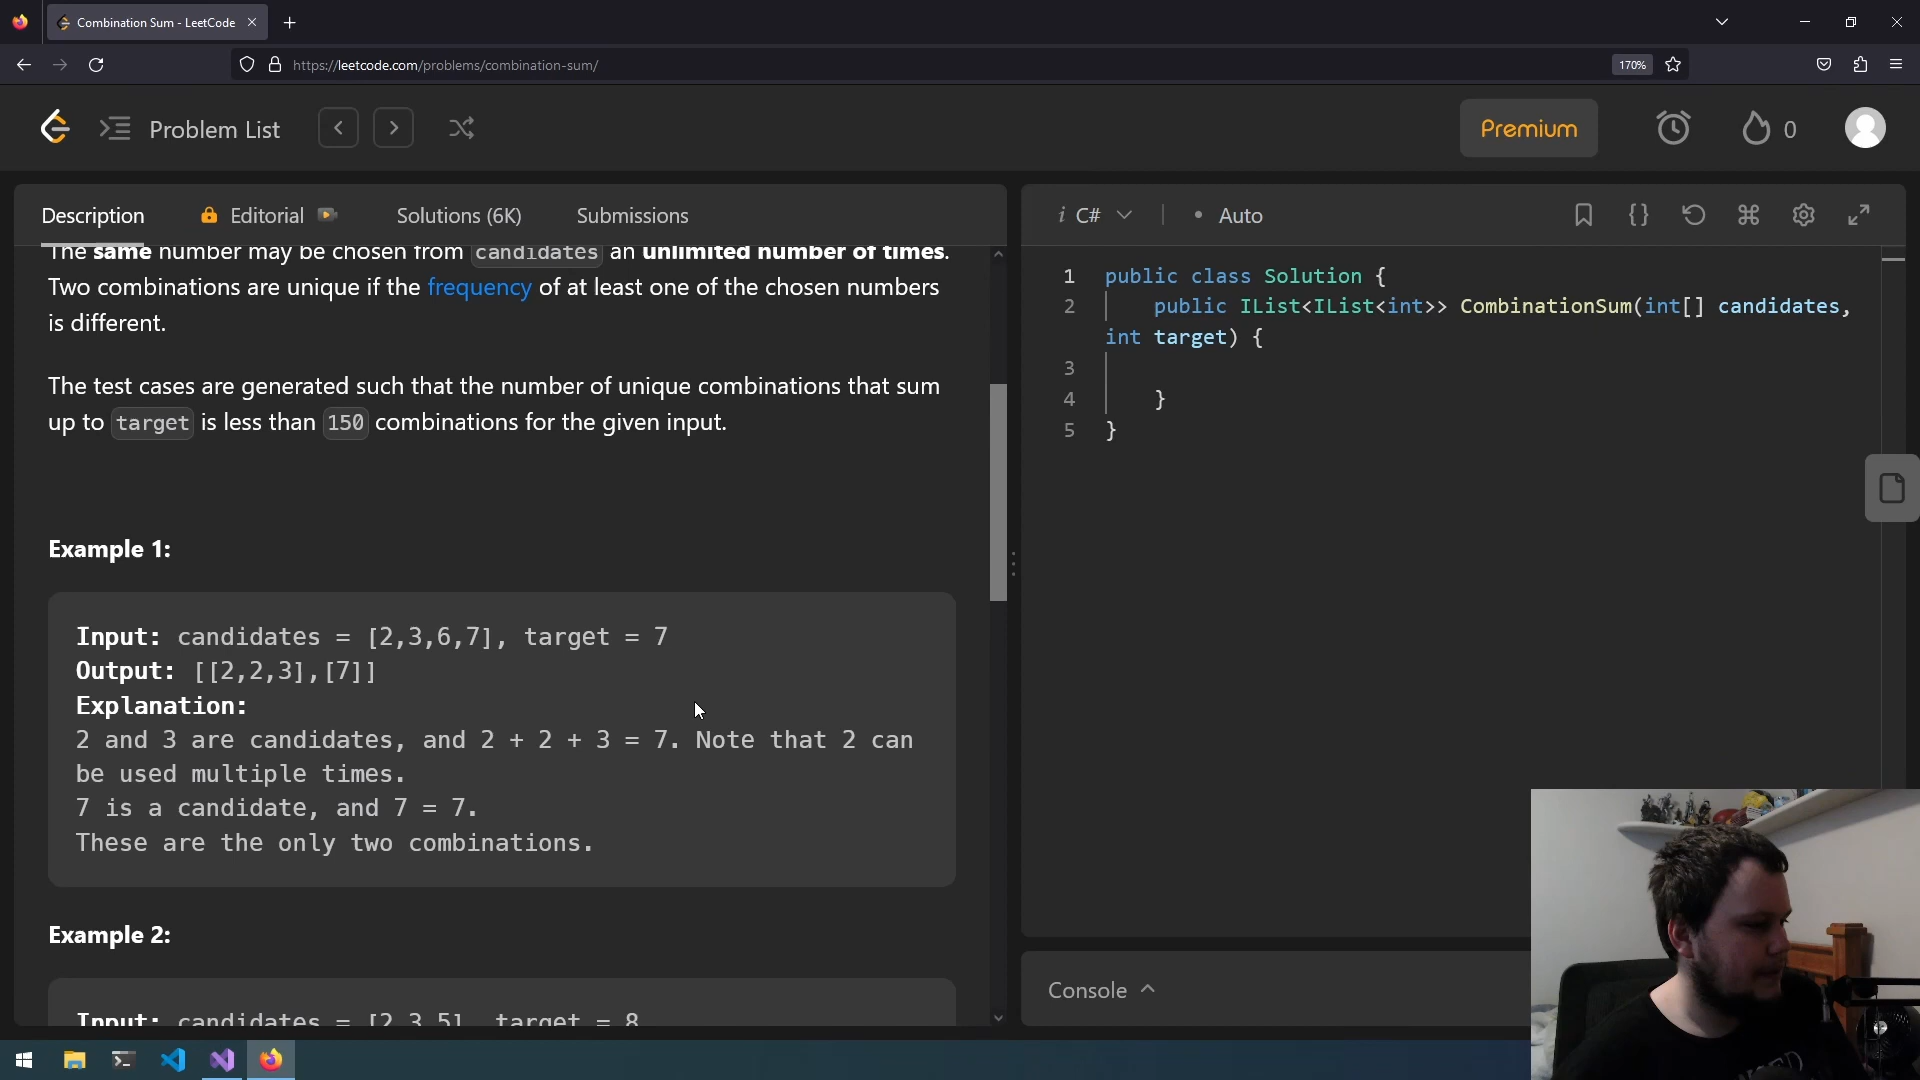 Combination Sum - LeetCode
https://leetcode.com/problems/combination-sum/
170%
Problem List
Premium
0
Description
Editorial
Solutions (6K)
Submissions
The same number may be chosen from candidates an unlimited number of times.
Two combinations are unique if the frequency of at least one of the chosen numbers
is different.
The test cases are generated such that the number of unique combinations that sum
up to target is less than 150 combinations for the given input.
Example 1:
Input: candidates = [2,3,6,7], target = 7
Output: [[2,2,3],[7]]
Explanation:
2 and 3 are candidates, and 2 + 2 + 3 = 7. Note that 2 can
be used multiple times.
7 is a candidate, and 7 = 7.
These are the only two combinations.
Example 2:
Input: candidates = [2,3,5], target = 8
i C#
• Auto
{}
1 public class Solution {
2 public IList<IList<int>> CombinationSum(int[] candidates,
int target) {
3
4 }
5 }
Console